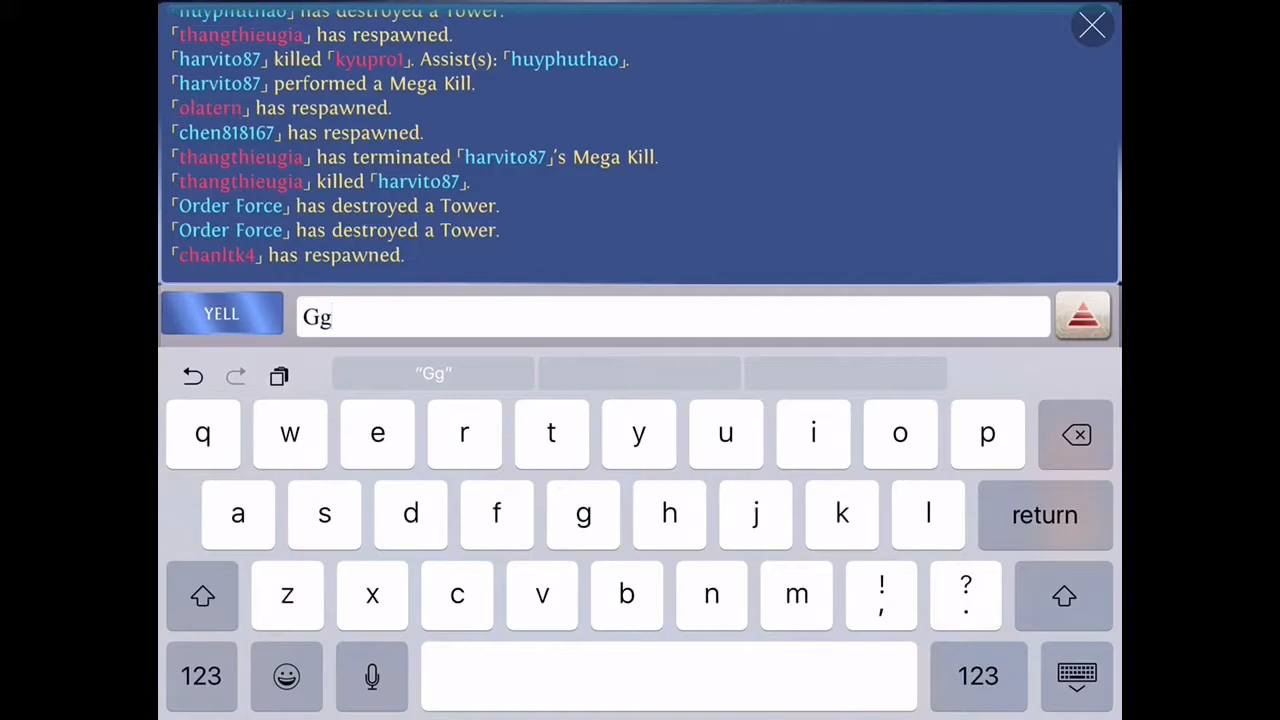 「huyphuthao」has destroyed a Tower.
「thangthieugia」has respawned.
「harvito87」killed「kyupro1」. Assist(s):「huyphuthao」.
「harvito87」performed a Mega Kill.
「olatern」has respawned.
「chen818167」has respawned.
「thangthieugia」has terminated「harvito87」's Mega Kill.
「thangthieugia」killed「harvito87」.
「Order Force」has destroyed a Tower.
「Order Force」has destroyed a Tower.
「chanltk4」has respawned.
YELL Gg
“Gg”
q w e r t y u i o p
a s d f g h j k l return
z x c v b n m ! , ? .
123 123